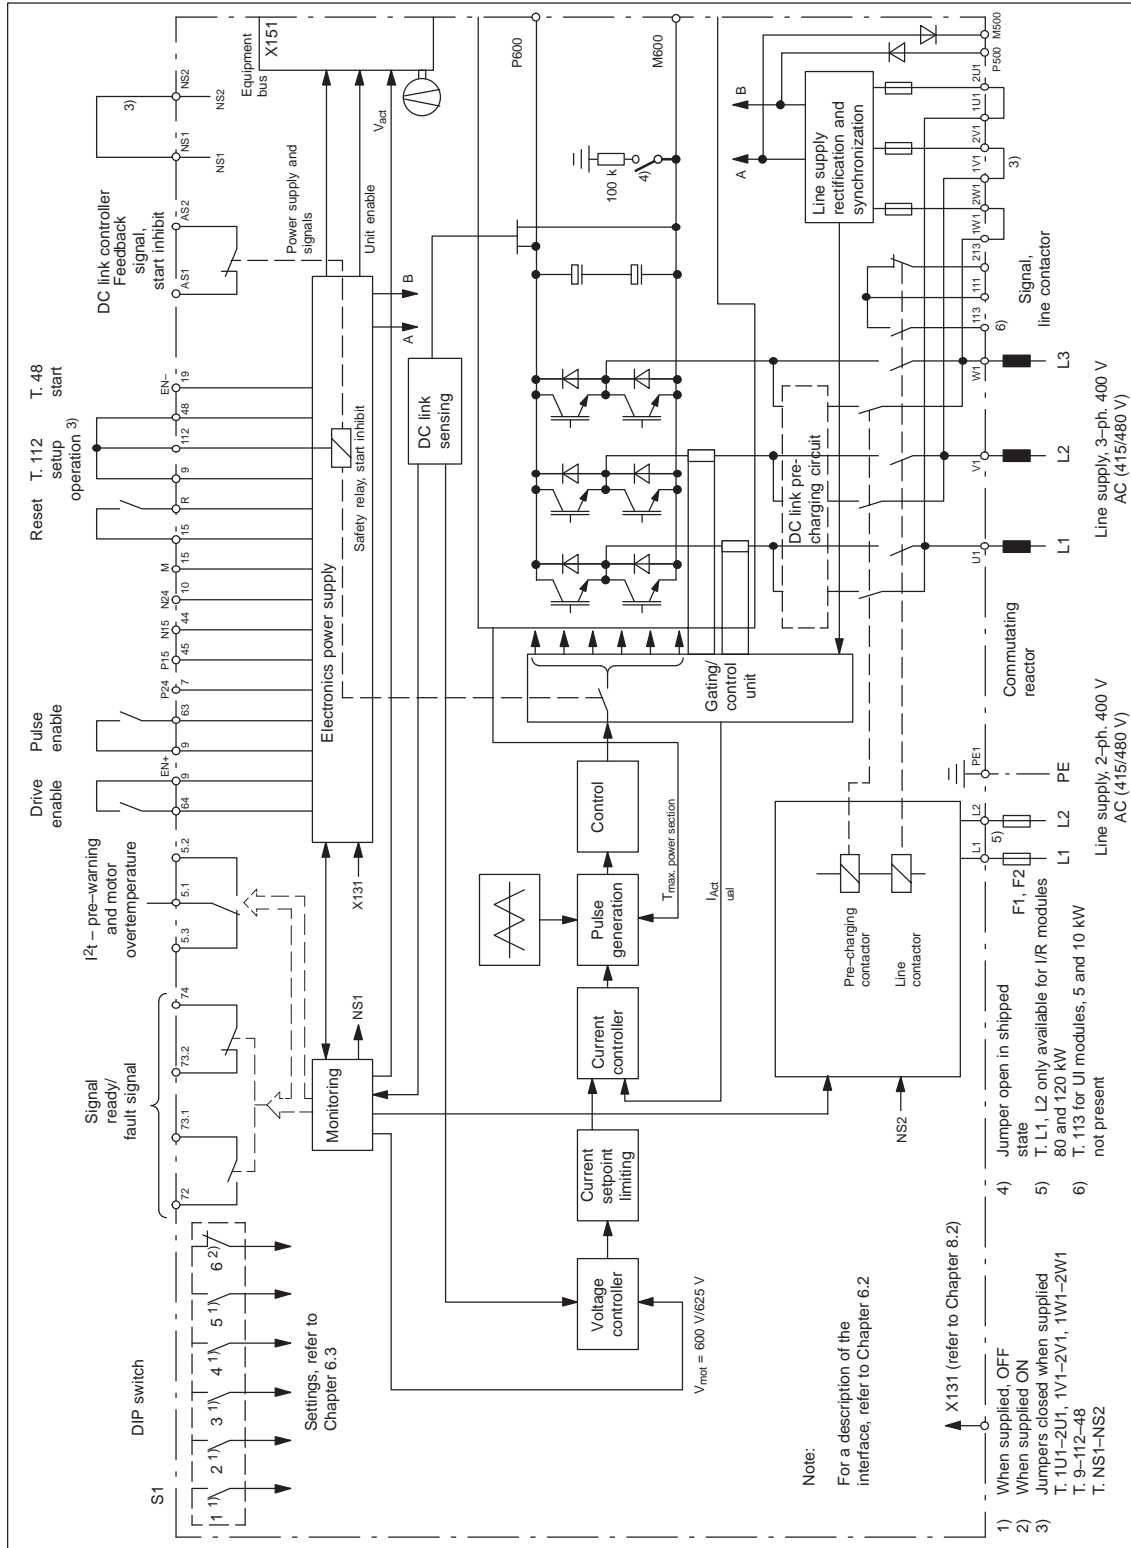 S1
DIP switch
1 1)
2 1)
3 1)
4 1)
5 1)
6 2)
Settings, refer to
Chapter 6.3
Signal
ready/
fault signal
72
73.1
73.2
74
I2t – pre–warning
and motor
overtemperature
5.3
5.1
5.2
Drive
enable
64
9
EN+
Pulse
enable
9
63
P24
7
P15
45
N15
44
N24
10
M
15
Reset
15
R
T. 112
setup
operation 3)
9
112
T. 48
start
48
EN–
19
DC link controller
Feedback
signal,
start inhibit
AS1
AS2
3)
NS1
NS2
NS1
NS2
Monitoring
NS1
X131
Electronics power supply
Safety relay, start inhibit
Power supply and
signals
Unit enable
Vact
Equipment
bus
X151
A
B
DC link
sensing
Voltage
controller
Vmot = 600 V/625 V
Current
setpoint
limiting
Current
controller
Pulse
generation
Control
Tmax. power section
IAct
ual
Gating/
control
unit
P600
M600
100 k
4)
DC link pre-
charging circuit
A
B
Line supply
rectification and
synchronization
NS2
Pre–charging
contactor
Line
contactor
L1
L2
5)
F1, F2
L1
L2
Line supply, 2–ph. 400 V
AC (415/480 V)
PE1
PE
Commutating
reactor
U1
V1
W1
L1
L2
L3
Line supply, 3–ph. 400 V
AC (415/480 V)
113
111
213
6)
Signal,
line contactor
1W1
2W1
1V1
2V1
1U1
2U1
3)
P500
M500
Note:
For a description of the
interface, refer to Chapter 6.2
X131 (refer to Chapter 8.2)
1) When supplied, OFF
2) When supplied ON
3) Jumpers closed when supplied
T. 1U1–2U1, 1V1–2V1, 1W1–2W1
T. 9–112–48
T. NS1–NS2
4) Jumper open in shipped
state
5) T. L1, L2 only available for I/R modules
80 and 120 kW
6) T. 113 for UI modules, 5 and 10 kW
not present